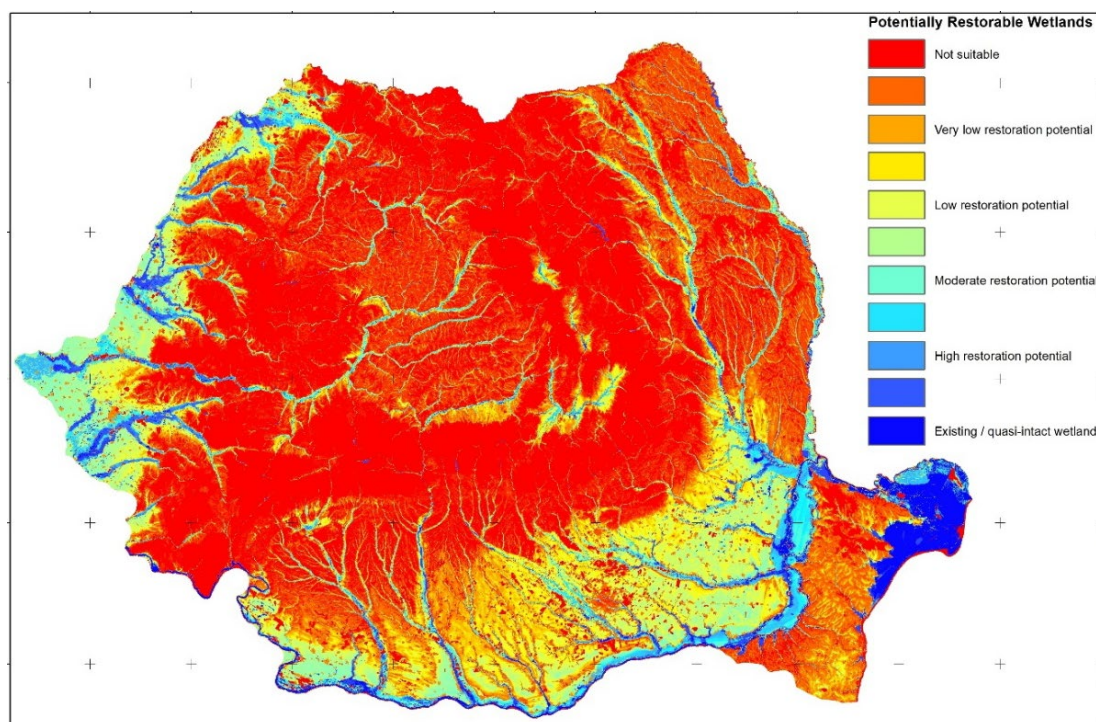 Potentially Restorable Wetlands
Not suitable
Very low restoration potential
Low restoration potential
Moderate restoration potential
High restoration potential
Existing / quasi-intact wetland